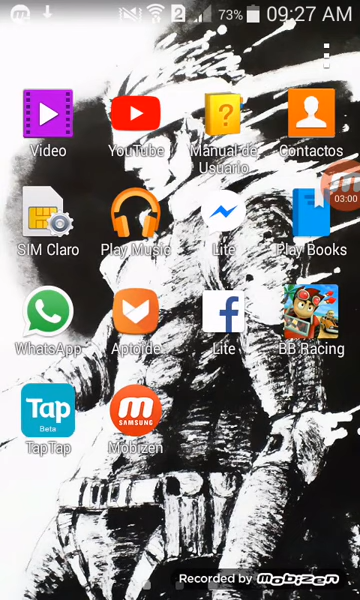 2 73% 09:27 AM
Video YouTube Manual de Usuario Contactos
03:00
SIM Claro Play Music Lite Play Books
WhatsApp Aptoide Lite BB Racing
Tap
Beta
SAMSUNG
TapTap Mobizen
Recorded by mobizen